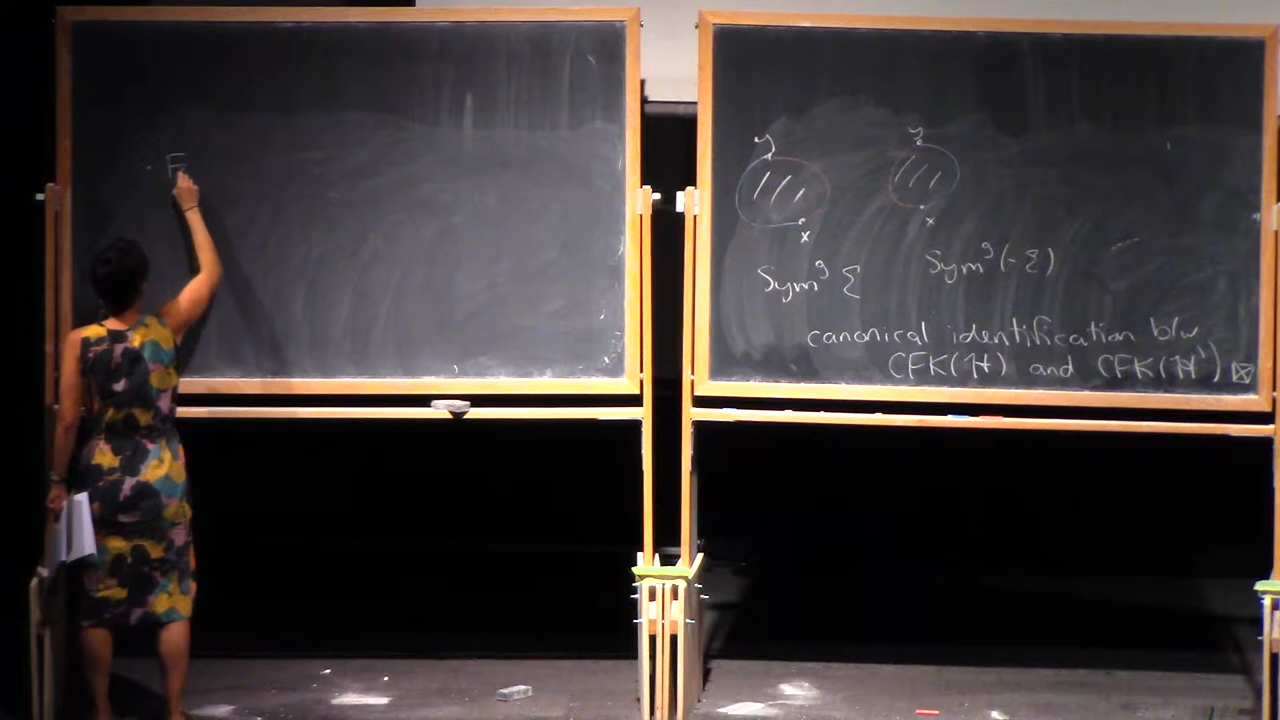 F
y y
x x
Sym^g Σ Sym^g(-Σ)
canonical identification b/w
CFK(H) and CFK(H') ⊠